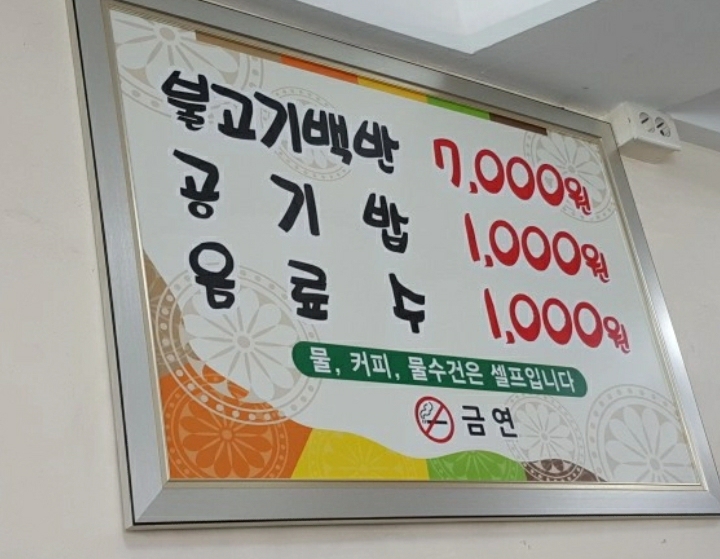 불고기백반 7,000원
공기밥 1,000원
음료수 1,000원
물, 커피, 물수건은 셀프입니다
금연